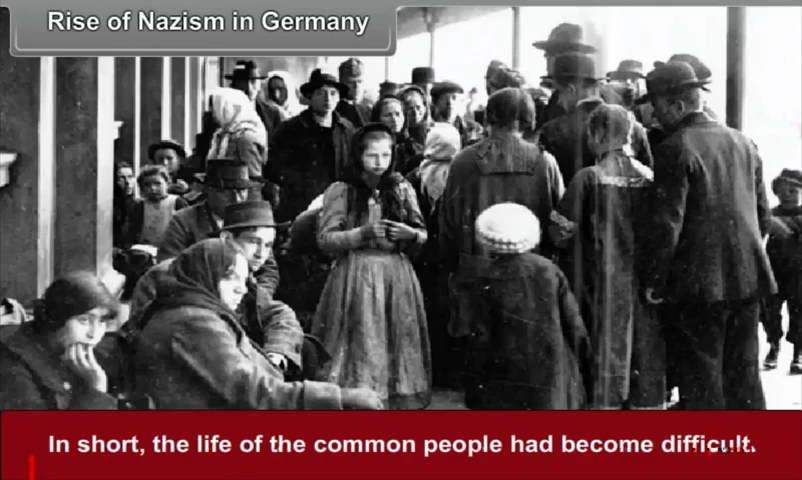 Rise of Nazism in Germany
In short, the life of the common people had become difficult.